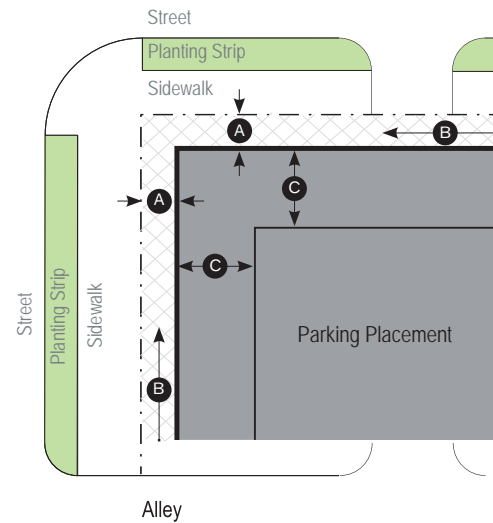 Street
Planting Strip
Sidewalk
A
B
C
A
C
Parking Placement
Street
Planting Strip
Sidewalk
B
Alley